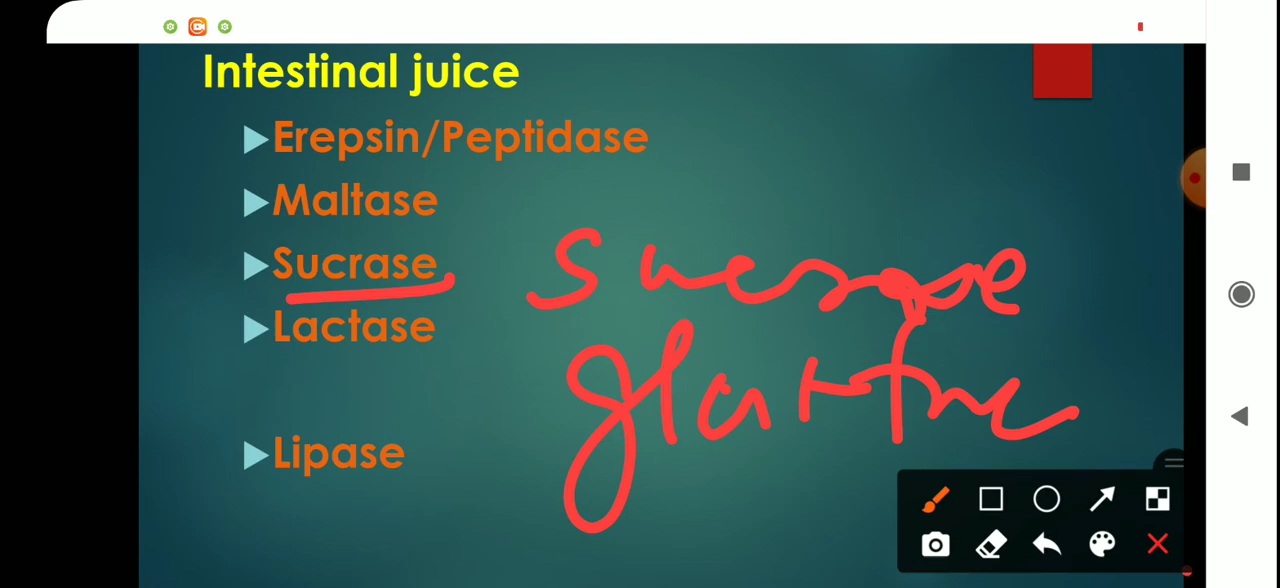 Intestinal juice
Erepsin/Peptidase
Maltase
Sucrase
Lactase
Lipase